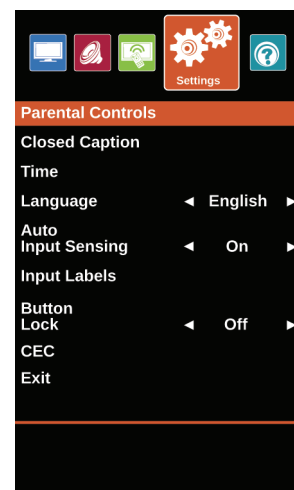 Settings
Parental Controls
Closed Caption
Time
Language ◄ English ►
Auto
Input Sensing ◄ On ►
Input Labels
Button
Lock ◄ Off ►
CEC
Exit